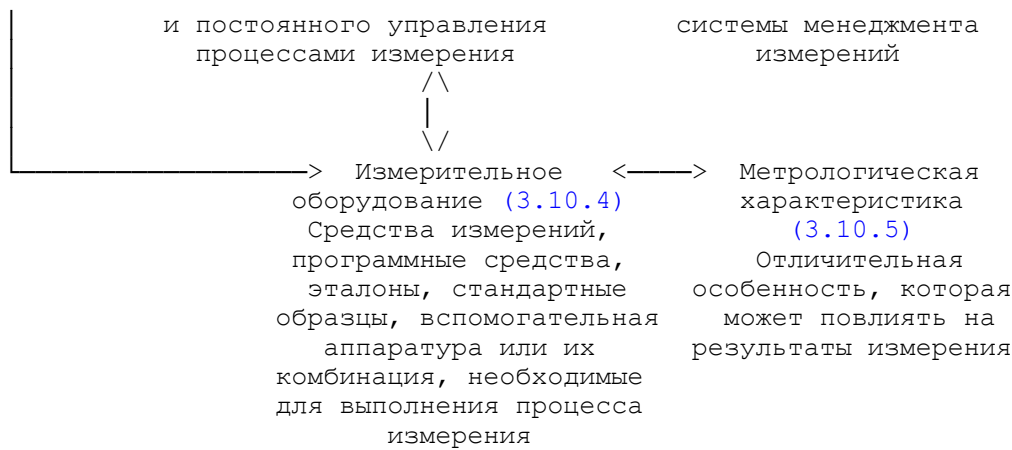 и постоянного управления системы менеджмента
процессами измерения измерений
Измерительное Метрологическая
оборудование (3.10.4) характеристика
Средства измерений, (3.10.5)
программные средства, Отличительная
эталоны, стандартные особенность, которая
образцы, вспомогательная может повлиять на
аппаратура или их результаты измерения
комбинация, необходимые
для выполнения процесса
измерения